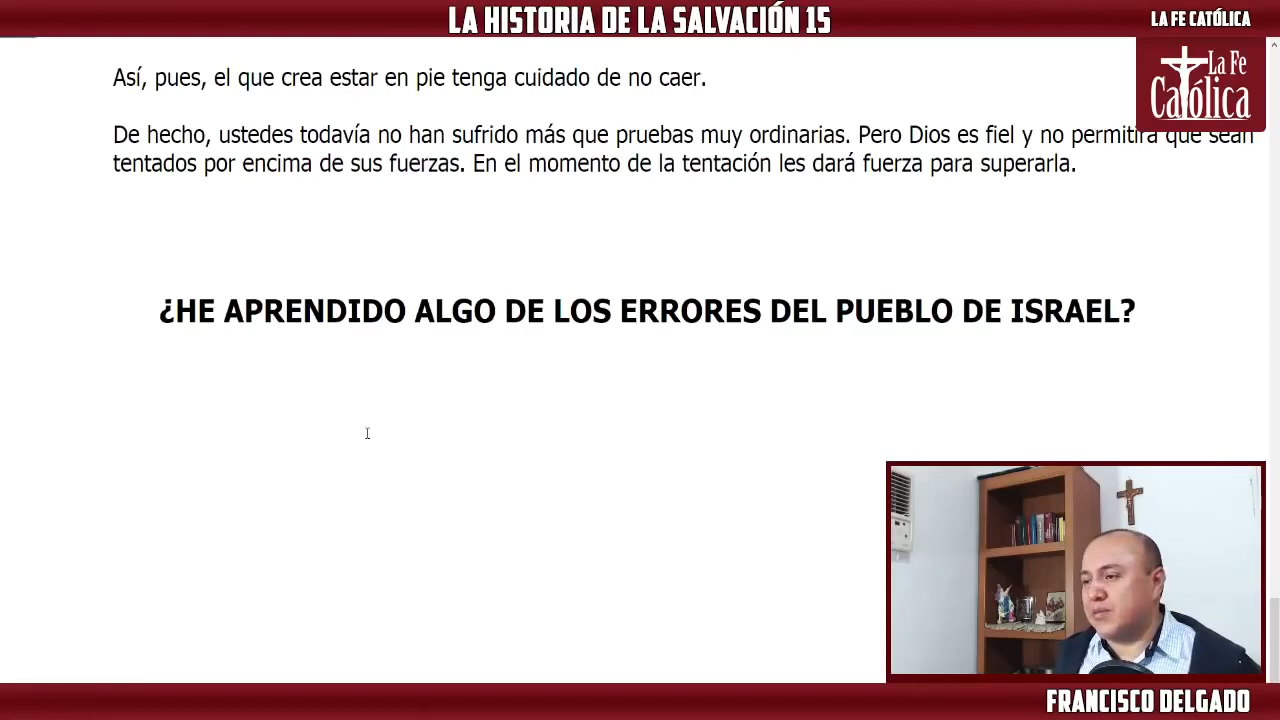 LA HISTORIA DE LA SALVACIÓN 15
LA FE CATÓLICA
La Fe
Católica
Así, pues, el que crea estar en pie tenga cuidado de no caer.
De hecho, ustedes todavía no han sufrido más que pruebas muy ordinarias. Pero Dios es fiel y no permitirá que sean
tentados por encima de sus fuerzas. En el momento de la tentación les dará fuerza para superarla.
¿HE APRENDIDO ALGO DE LOS ERRORES DEL PUEBLO DE ISRAEL?
FRANCISCO DELGADO